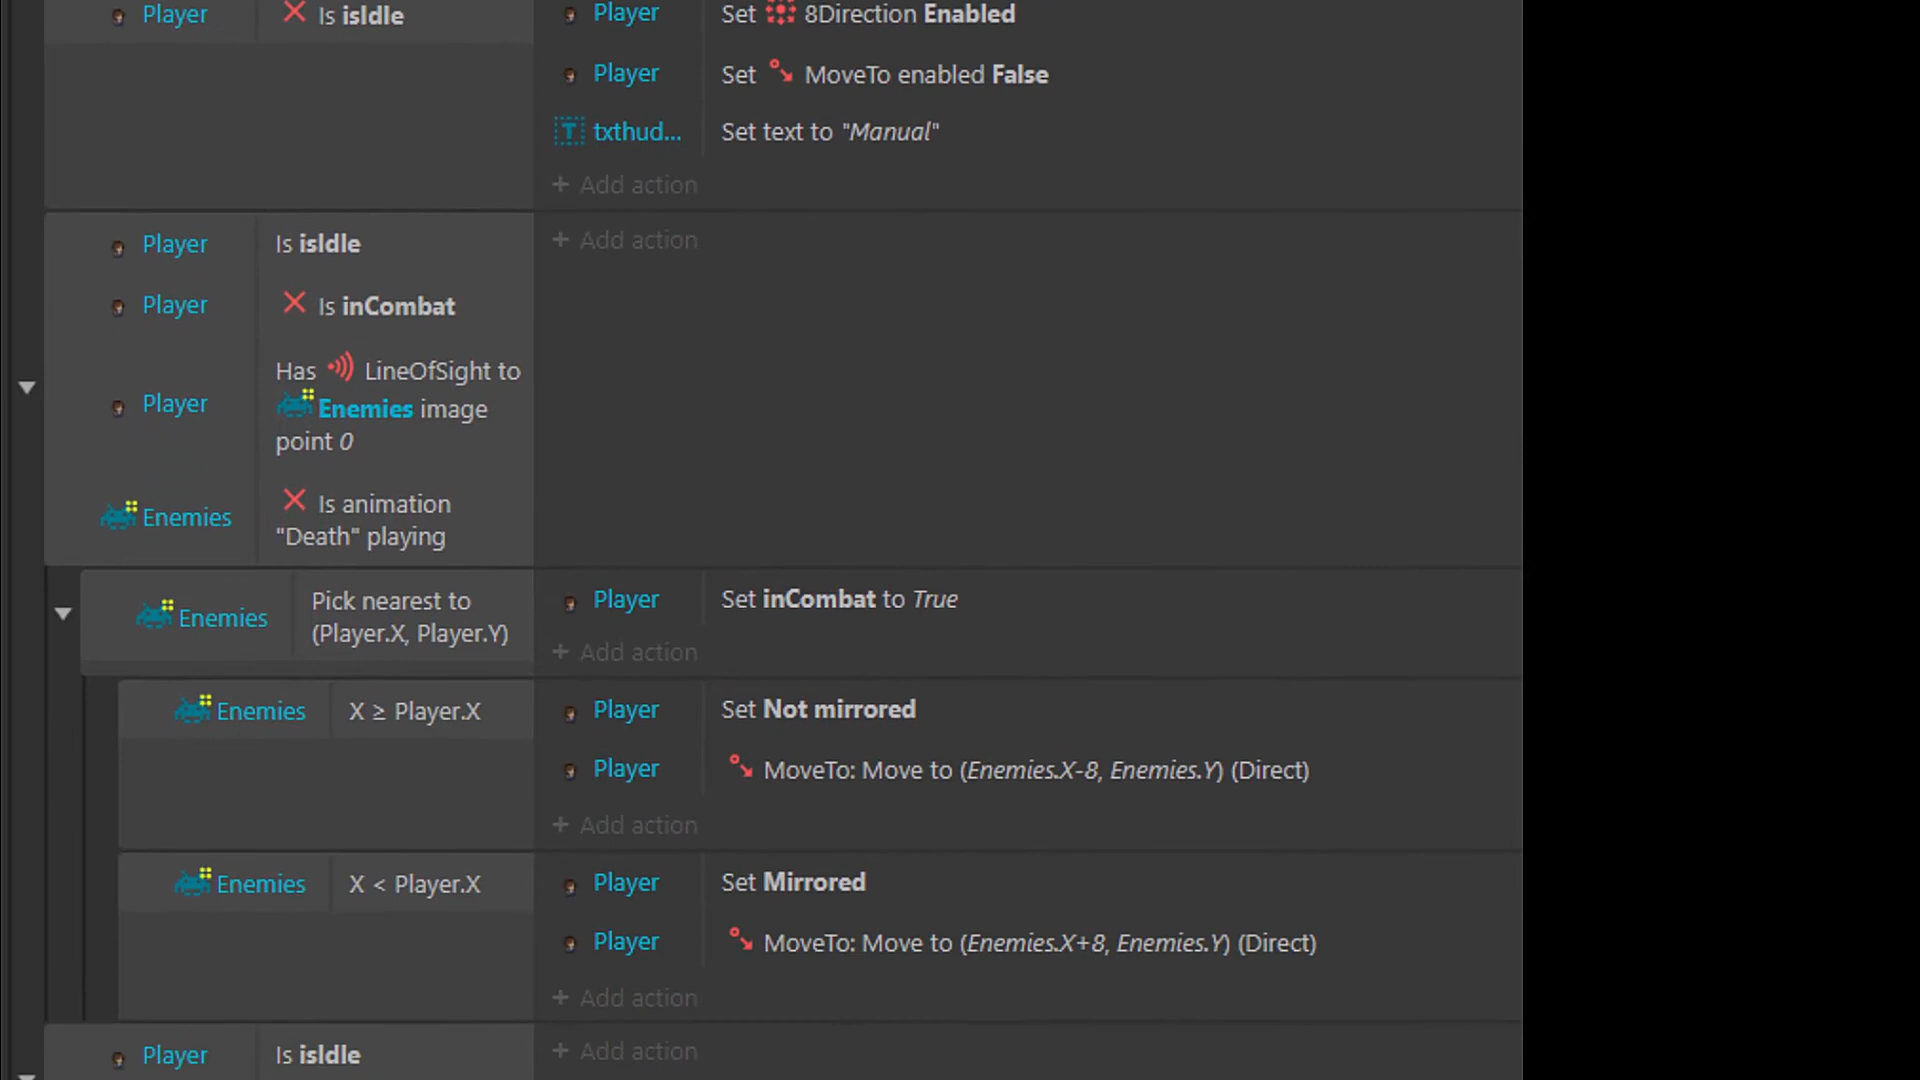 Player Is isIdle Player Set 8Direction Enabled
Player Set MoveTo enabled False
txthud... Set text to "Manual"
+ Add action
Player Is isIdle + Add action
Player Is inCombat
Player Has LineOfSight to
Enemies image
point 0
Enemies Is animation
"Death" playing
Enemies Pick nearest to
(Player.X, Player.Y)
Player Set inCombat to True
+ Add action
Enemies X ≥ Player.X Player Set Not mirrored
Player MoveTo: Move to (Enemies.X-8, Enemies.Y) (Direct)
+ Add action
Enemies X < Player.X Player Set Mirrored
Player MoveTo: Move to (Enemies.X+8, Enemies.Y) (Direct)
+ Add action
Player Is isIdle + Add action